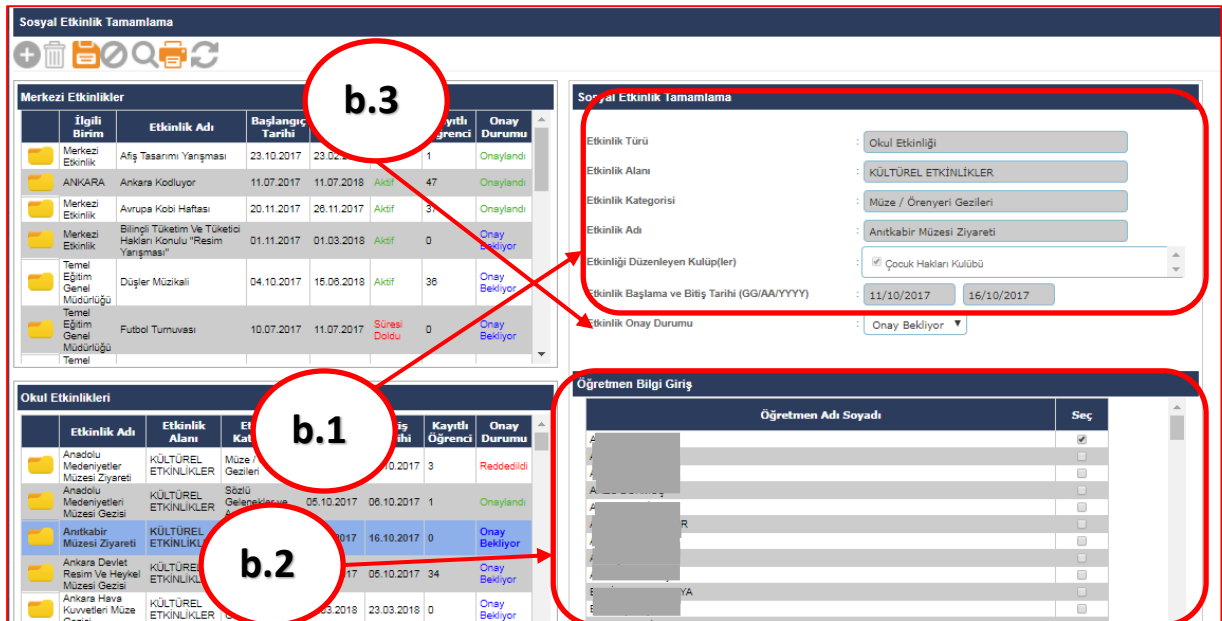 Sosyal Etkinlik Tamamlama
Merkezi Etkinlikler
İlgili Birim Etkinlik Adı Başlangıç Tarihi Onay Durumu
Merkezi Etkinlik Afiş Tasarımı Yarışması 23.10.2017 1 Onaylandı
ANKARA Ankara Kodluyor 11.07.2017 11.07.2018 Aktif 47 Onaylandı
Merkezi Etkinlik Avrupa Kobi Haftası 20.11.2017 26.11.2017 Aktif Onaylandı
Merkezi Etkinlik Bilinçli Tüketim Ve Tüketici Hakları Konulu "Resim Yarışması" 01.11.2017 01.03.2018 Aktif 0 Onay Bekliyor
Temel Eğitim Genel Müdürlüğü Düşler Müzikali 04.10.2017 15.06.2018 Aktif 36 Onay Bekliyor
Temel Eğitim Genel Müdürlüğü Futbol Turnuvası 10.07.2017 11.07.2017 Süresi Doldu 0 Onay Bekliyor
Temel
b.3
Sosyal Etkinlik Tamamlama
Etkinlik Türü : Okul Etkinliği
Etkinlik Alanı : KÜLTÜREL ETKİNLİKLER
Etkinlik Kategorisi : Müze / Örenyeri Gezileri
Etkinlik Adı : Anıtkabir Müzesi Ziyareti
Etkinliği Düzenleyen Kulüp(ler) : Çocuk Hakları Kulübü
Etkinlik Başlama ve Bitiş Tarihi (GG/AA/YYYY) : 11/10/2017 16/10/2017
Etkinlik Onay Durumu : Onay Bekliyor
Okul Etkinlikleri
Etkinlik Adı Etkinlik Alanı Kayıtlı Öğrenci Onay Durumu
Anadolu Medeniyetler Müzesi Ziyareti KÜLTÜREL ETKİNLİKLER Müze / Gezileri 3 Reddedildi
Anadolu Medeniyetleri Müzesi Gezisi KÜLTÜREL ETKİNLİKLER Sözlü Gelenekler ve 05.10.2017 06.10.2017 1 Onaylandı
Anıtkabir Müzesi Ziyareti KÜLTÜREL 16.10.2017 0 Onay Bekliyor
Ankara Devlet Resim Ve Heykel Müzesi Gezisi 05.10.2017 34 Onay Bekliyor
Ankara Hava Kuvvetleri Müze KÜLTÜREL ETKİNLİKLER 23.03.2018 0 Onay Bekliyor
b.1
b.2
Öğretmen Bilgi Giriş
Öğretmen Adı Soyadı Seç